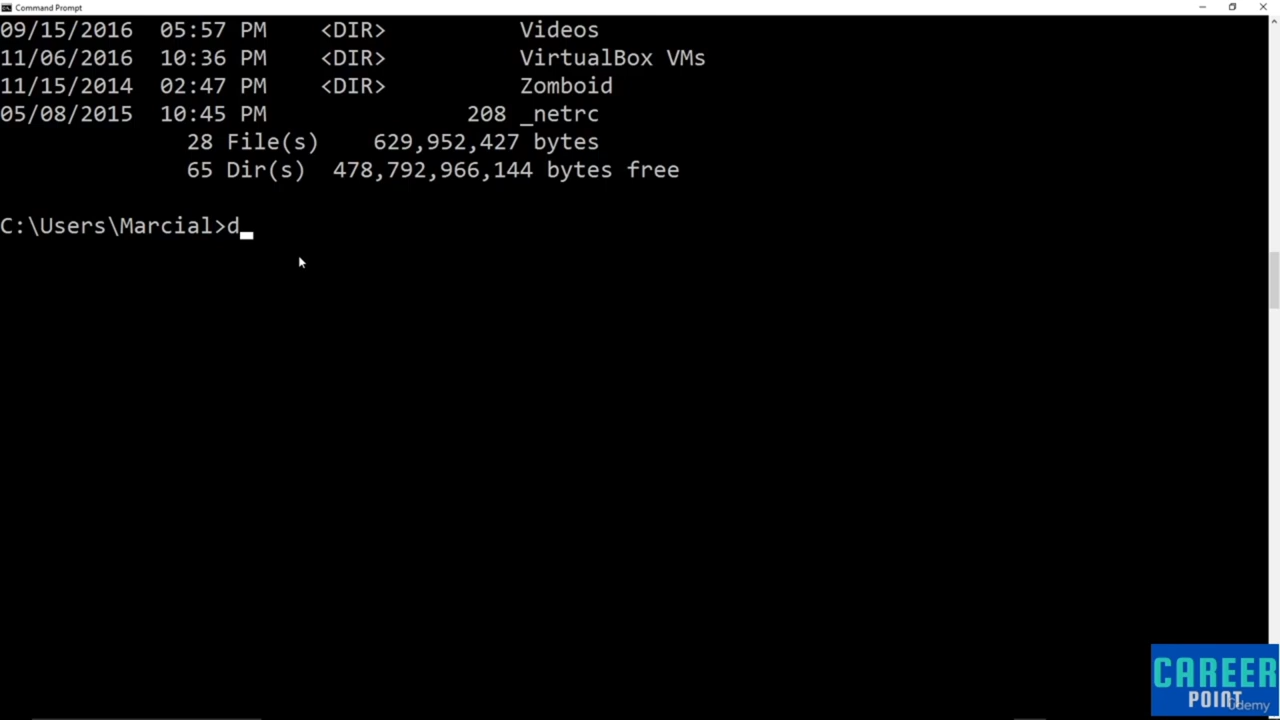 Command Prompt
09/15/2016  05:57 PM    <DIR>          Videos
11/06/2016  10:36 PM    <DIR>          VirtualBox VMs
11/15/2014  02:47 PM    <DIR>          Zomboid
05/08/2015  10:45 PM               208 _netrc
              28 File(s)    629,952,427 bytes
              65 Dir(s)  478,792,966,144 bytes free
C:\Users\Marcial>d
CAREER
POINT
Udemy